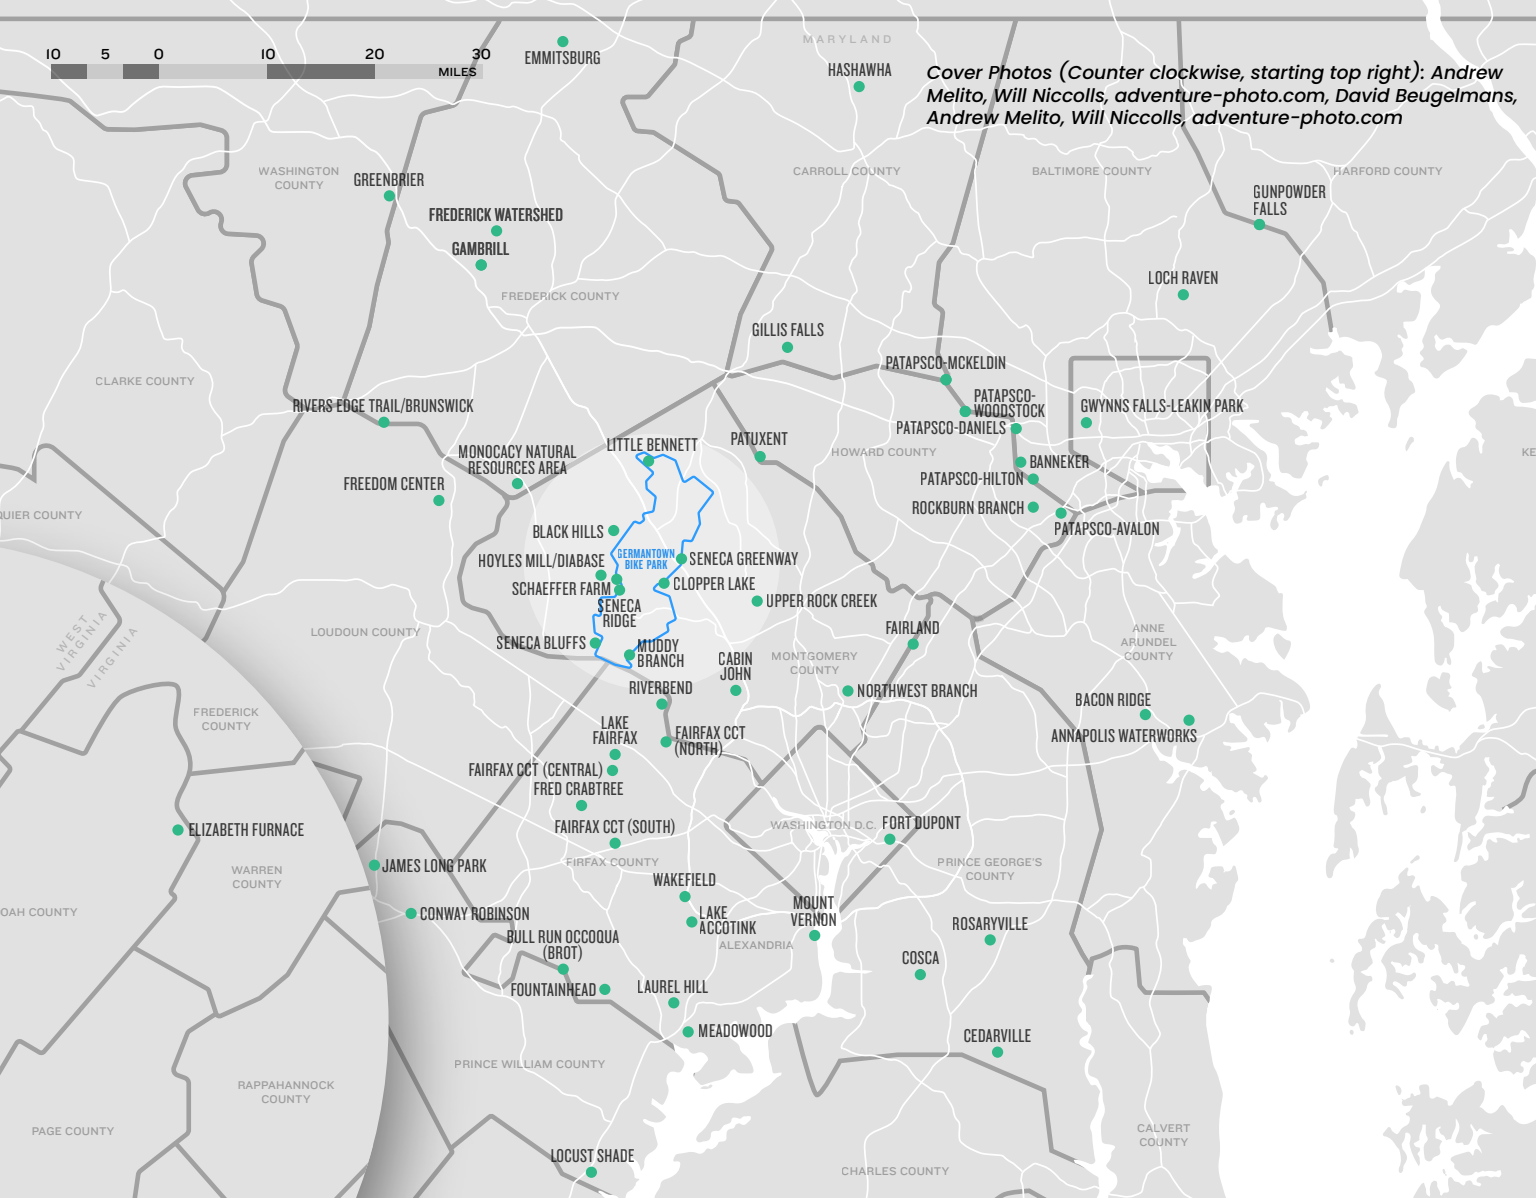 MARYLAND
10 5 0 10 20 30
MILES
EMMITSBURG
HASHAWHA
Cover Photos (Counter clockwise, starting top right): Andrew
Melito, Will Niccolls, adventure-photo.com, David Beugelmans,
Andrew Melito, Will Niccolls, adventure-photo.com
WASHINGTON
COUNTY
GREENBRIER
CARROLL COUNTY
BALTIMORE COUNTY
HARFORD COUNTY
GUNPOWDER
FALLS
FREDERICK WATERSHED
GAMBRILL
FREDERICK COUNTY
LOCH RAVEN
GILLIS FALLS
PATAPSCO-MCKELDIN
CLARKE COUNTY
RIVERS EDGE TRAIL/BRUNSWICK
PATAPSCO-
WOODSTOCK
GWYNNS FALLS-LEAKIN PARK
PATAPSCO-DANIELS
LITTLE BENNETT
PATUXENT
HOWARD COUNTY
KE
MONOCACY NATURAL
RESOURCES AREA
BANNEKER
FREEDOM CENTER
PATAPSCO-HILTON
ROCKBURN BRANCH
QUIER COUNTY
PATAPSCO-AVALON
BLACK HILLS
HOYLES MILL/DIABASE
GERMANTOWN
BIKE PARK
SENECA GREENWAY
SCHAEFFER FARM
CLOPPER LAKE
SENECA
RIDGE
UPPER ROCK CREEK
WEST
VIRGINIA
VIRGINIA
LOUDOUN COUNTY
SENECA BLUFFS
MUDDY
BRANCH
FAIRLAND
ANNE
ARUNDEL
COUNTY
CABIN
JOHN
MONTGOMERY
COUNTY
RIVERBEND
NORTHWEST BRANCH
BACON RIDGE
FREDERICK
COUNTY
LAKE
FAIRFAX
FAIRFAX CCT
(NORTH)
ANNAPOLIS WATERWORKS
FAIRFAX CCT (CENTRAL)
FRED CRABTREE
ELIZABETH FURNACE
FAIRFAX CCT (SOUTH)
WASHINGTON D.C.
FORT DUPONT
FIRFAX COUNTY
PRINCE GEORGE'S
COUNTY
JAMES LONG PARK
WARREN
COUNTY
WAKEFIELD
OAH COUNTY
CONWAY ROBINSON
LAKE
ACCOTINK
MOUNT
VERNON
ROSARYVILLE
BULL RUN OCCOQUA
(BROT)
ALEXANDRIA
COSCA
FOUNTAINHEAD
LAUREL HILL
MEADOWOOD
CEDARVILLE
PRINCE WILLIAM COUNTY
RAPPAHANNOCK
COUNTY
PAGE COUNTY
CALVERT
COUNTY
LOCUST SHADE
CHARLES COUNTY